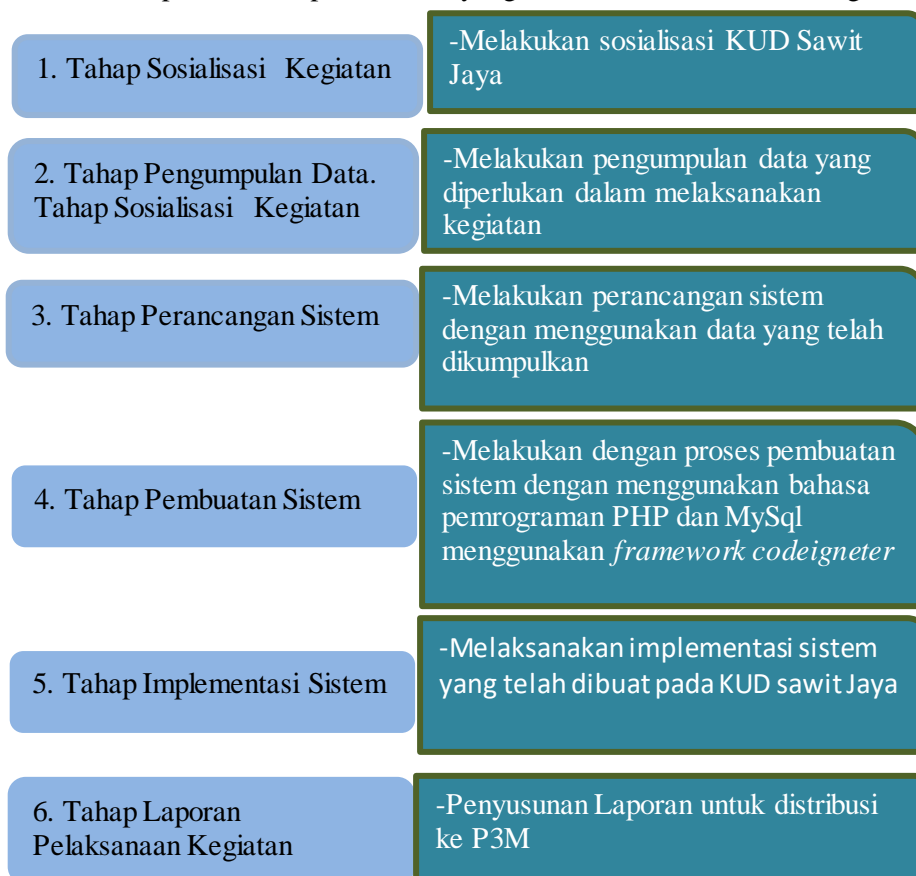 1. Tahap Sosialisasi Kegiatan
-Melakukan sosialisasi KUD Sawit
Jaya
2. Tahap Pengumpulan Data.
Tahap Sosialisasi Kegiatan
-Melakukan pengumpulan data yang
diperlukan dalam melaksanakan
kegiatan
3. Tahap Perancangan Sistem
-Melakukan perancangan sistem
dengan menggunakan data yang telah
dikumpulkan
4. Tahap Pembuatan Sistem
-Melakukan dengan proses pembuatan
sistem dengan menggunakan bahasa
pemrograman PHP dan MySql
menggunakan framework codeigneter
5. Tahap Implementasi Sistem
-Melaksanakan implementasi sistem
yang telah dibuat pada KUD sawit Jaya
6. Tahap Laporan
Pelaksanaan Kegiatan
-Penyusunan Laporan untuk distribusi
ke P3M